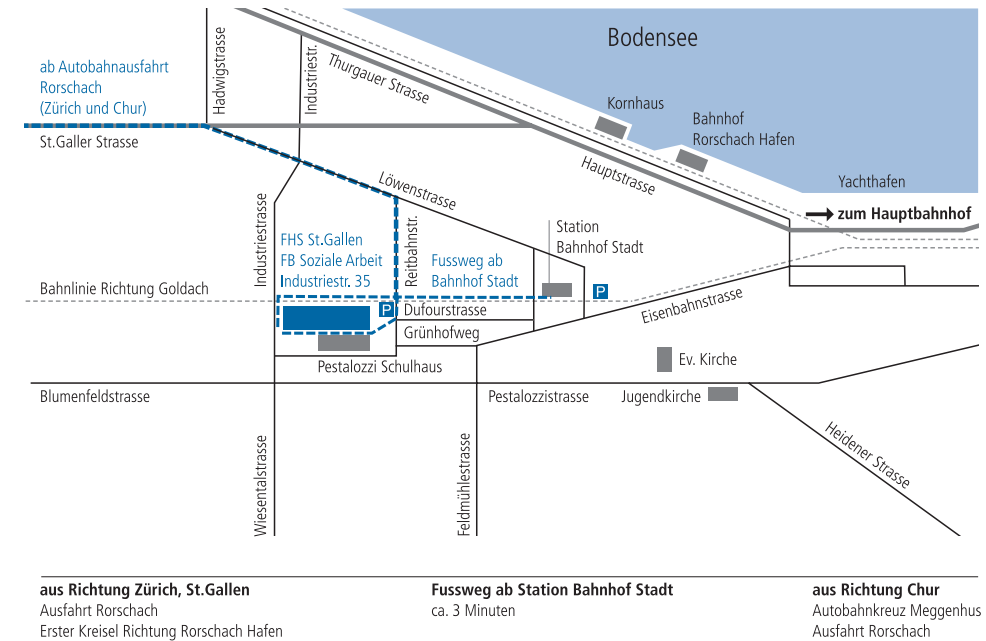 Bodensee
ab Autobahnausfahrt
Rorschach
(Zürich und Chur)
Hadwigstrasse
Industriestr.
Thurgauer Strasse
Kornhaus
Bahnhof
Rorschach Hafen
St.Galler Strasse
Hauptstrasse
Löwenstrasse
Yachthafen
zum Hauptbahnhof
Industriestrasse
FHS St.Gallen
FB Soziale Arbeit
Industriestr. 35
Reitbahnstr.
Fussweg ab
Bahnhof Stadt
Station
Bahnhof Stadt
Bahnlinie Richtung Goldach
P
P
Dufourstrasse
Eisenbahnstrasse
Grünhofweg
Pestalozzi Schulhaus
Ev. Kirche
Blumenfeldstrasse
Pestalozzistrasse
Jugendkirche
Wiesentalstrasse
Feldmühlestrasse
Heidener Strasse
aus Richtung Zürich, St.Gallen
Ausfahrt Rorschach
Erster Kreisel Richtung Rorschach Hafen
Fussweg ab Station Bahnhof Stadt
ca. 3 Minuten
aus Richtung Chur
Autobahnkreuz Meggenhus
Ausfahrt Rorschach